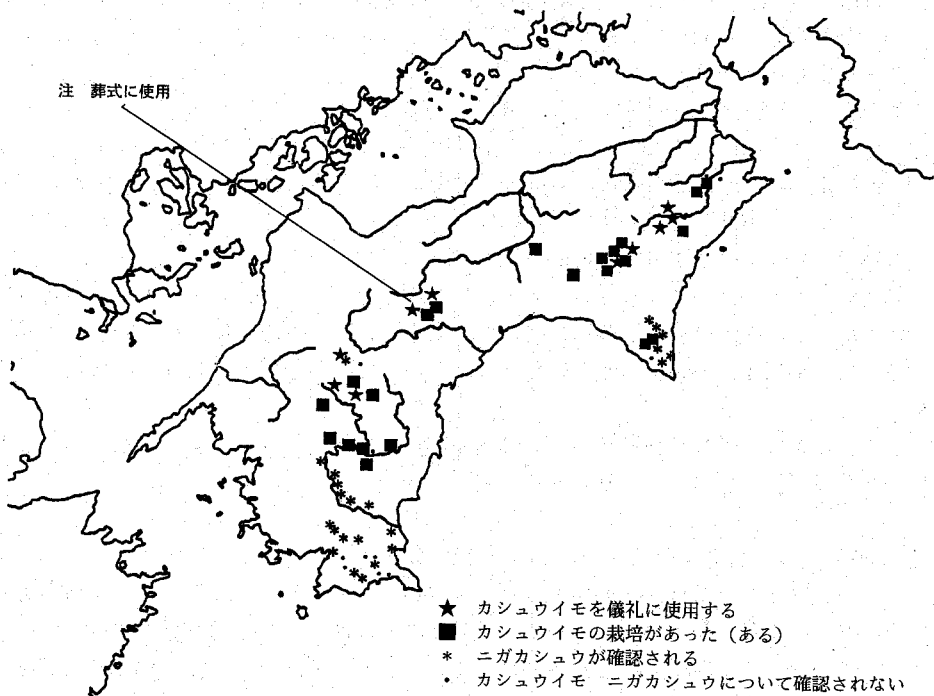 注　葬式に使用
★　カシュウイモを儀礼に使用する
■　カシュウイモの栽培があった（ある）
*　ニガカシュウが確認される
・　カシュウイモ　ニガカシュウについて確認されない